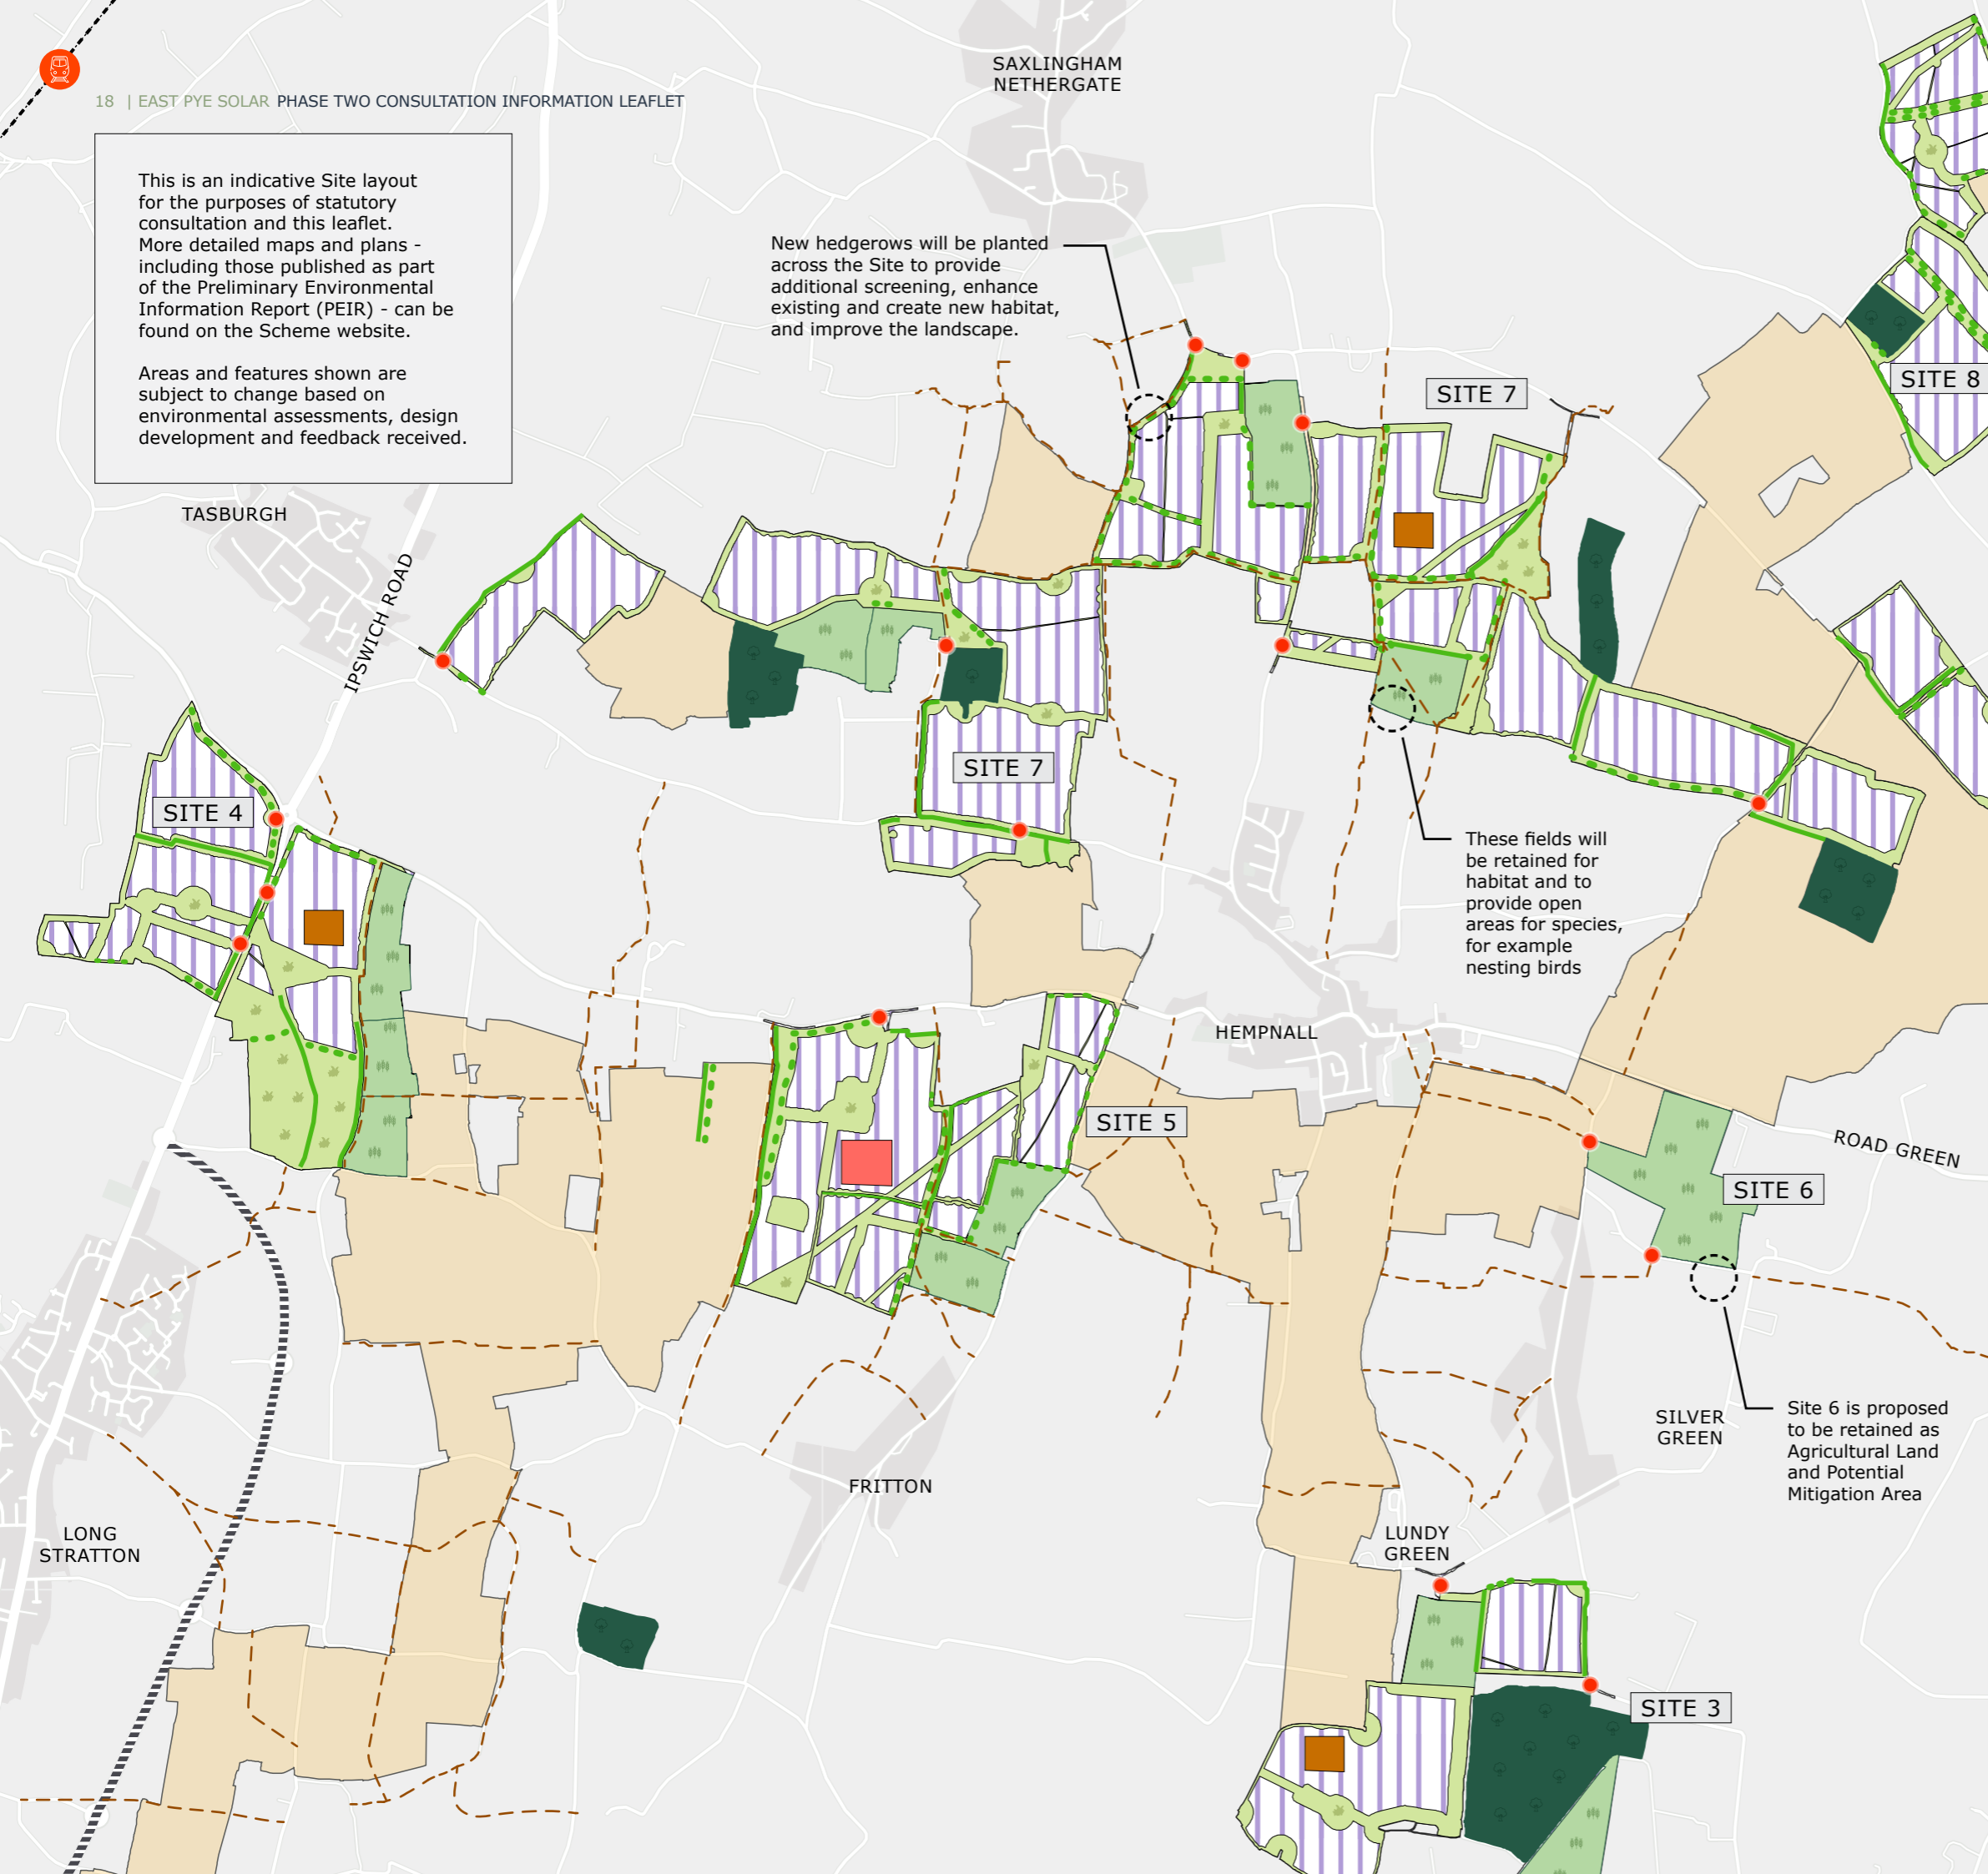 18 | EAST PYE SOLAR PHASE TWO CONSULTATION INFORMATION LEAFLET
This is an indicative Site layout
for the purposes of statutory
consultation and this leaflet.
More detailed maps and plans -
including those published as part
of the Preliminary Environmental
Information Report (PEIR) - can be
found on the Scheme website.
Areas and features shown are
subject to change based on
environmental assessments, design
development and feedback received.
SAXLINGHAM
NETHERGATE
New hedgerows will be planted
across the Site to provide
additional screening, enhance
existing and create new habitat,
and improve the landscape.
SITE 7
SITE 8
TASBURGH
IPSWICH ROAD
SITE 7
SITE 4
These fields will
be retained for
habitat and to
provide open
areas for species,
for example
nesting birds
HEMPNALL
SITE 5
ROAD GREEN
SITE 6
Site 6 is proposed
to be retained as
Agricultural Land
and Potential
Mitigation Area
SILVER
GREEN
FRITTON
LONG
STRATTON
LUNDY
GREEN
SITE 3